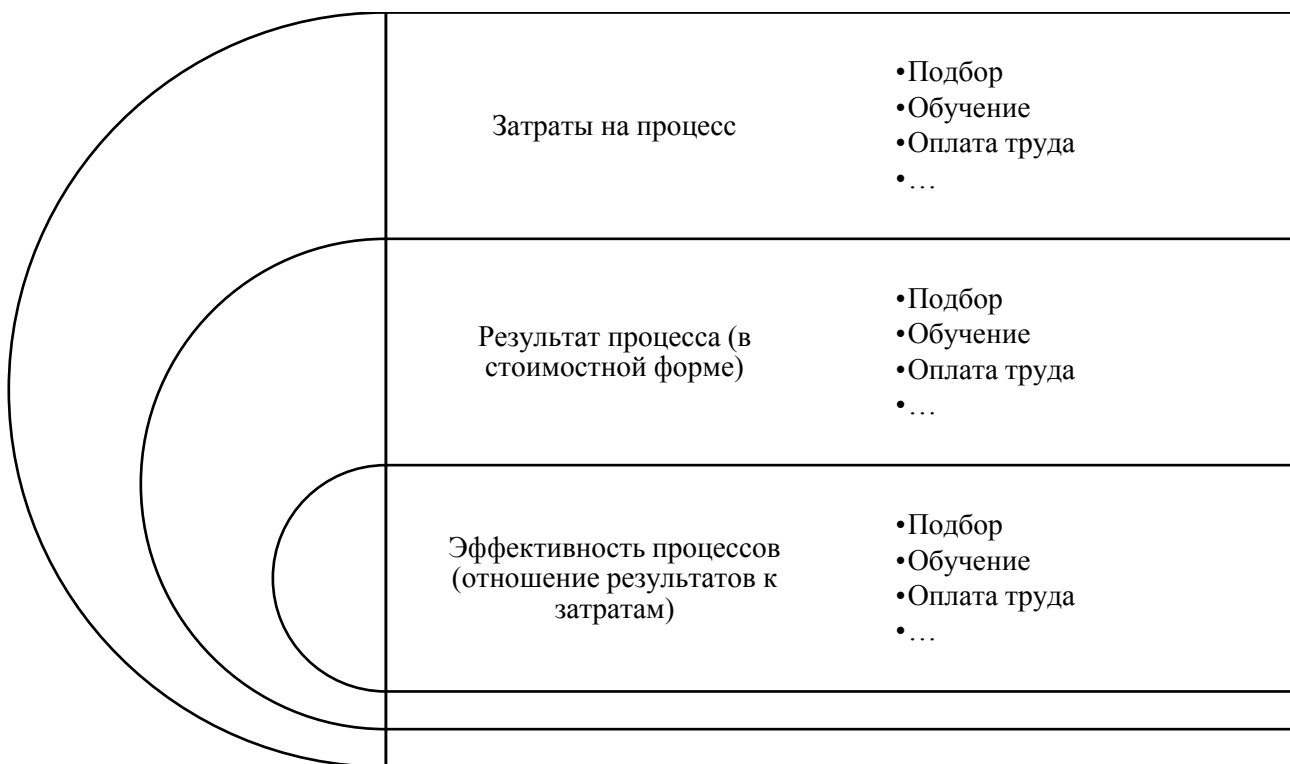 Затраты на процесс
•Подбор
•Обучение
•Оплата труда
•…
Результат процесса (в
стоимостной форме)
•Подбор
•Обучение
•Оплата труда
•…
Эффективность процессов
(отношение результатов к
затратам)
•Подбор
•Обучение
•Оплата труда
•…